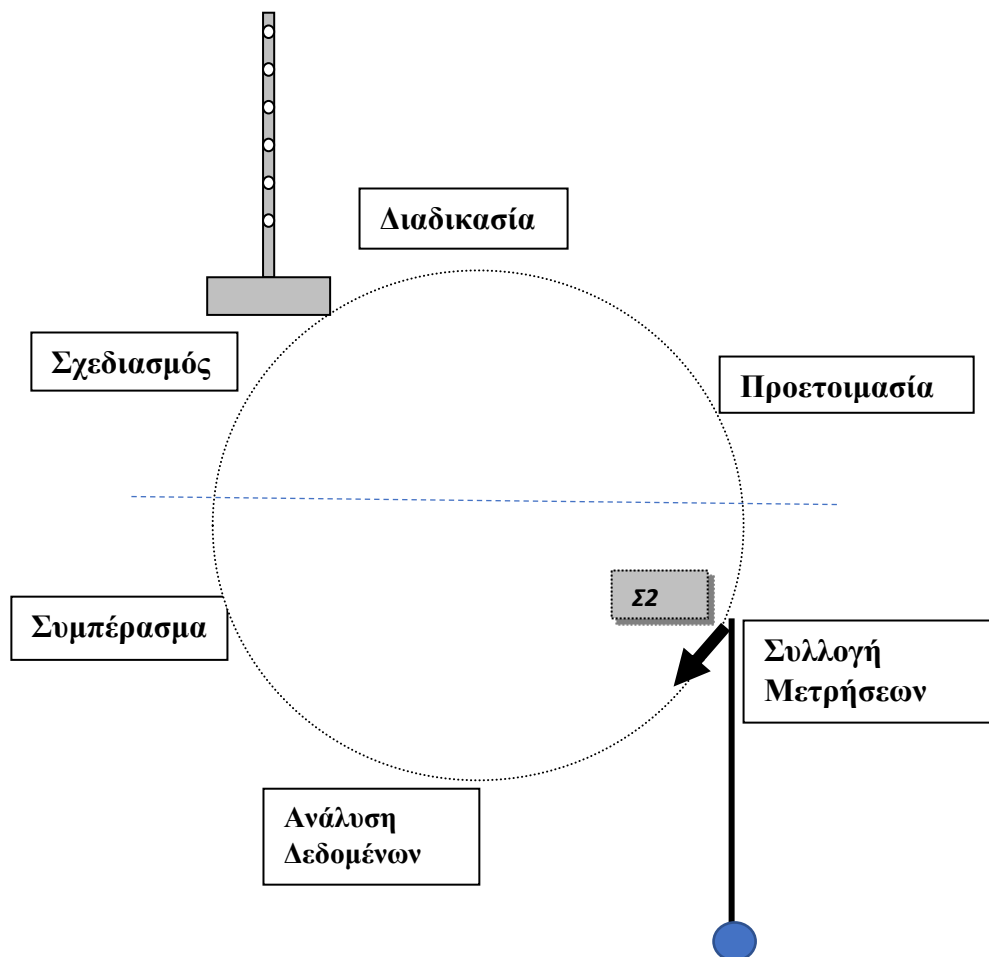 Διαδικασία
Σχεδιασμός
Προετοιμασία
Σ2
Συμπέρασμα
Συλλογή
Μετρήσεων
Ανάλυση
Δεδομένων